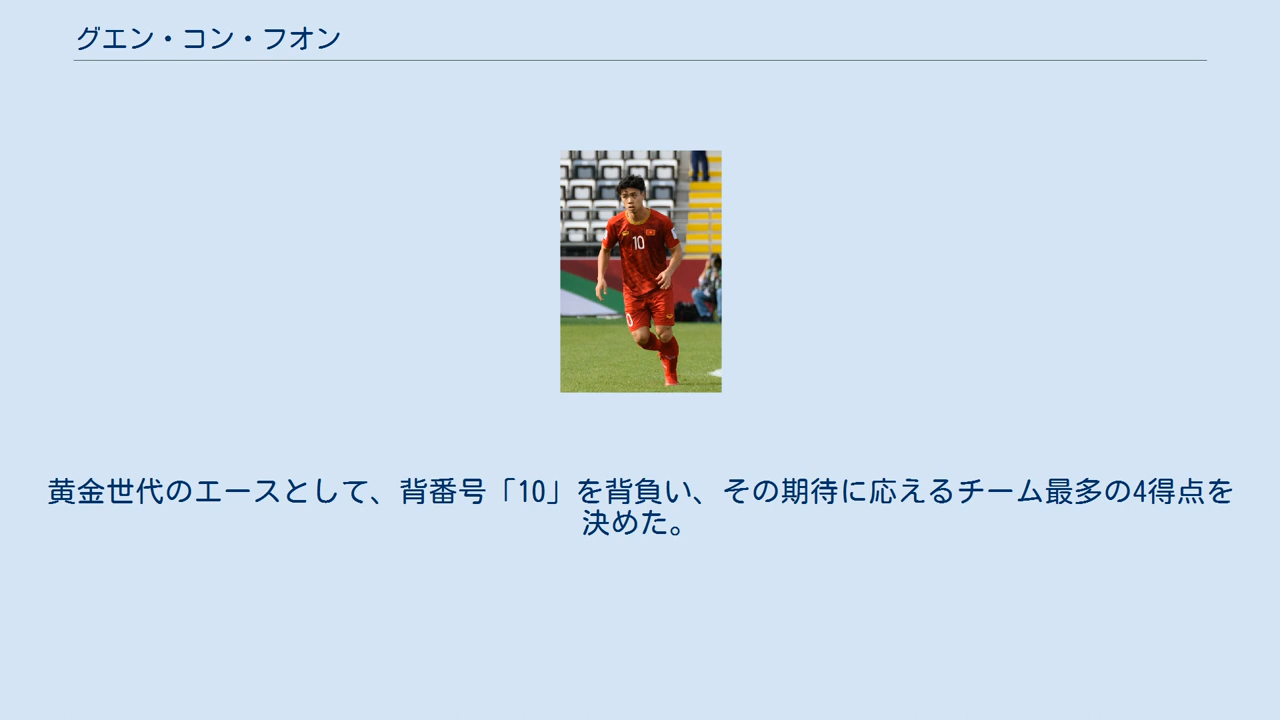 グエン・コン・フオン
10
黄金世代のエースとして、背番号「10」を背負い、その期待に応えるチーム最多の4得点を
決めた。